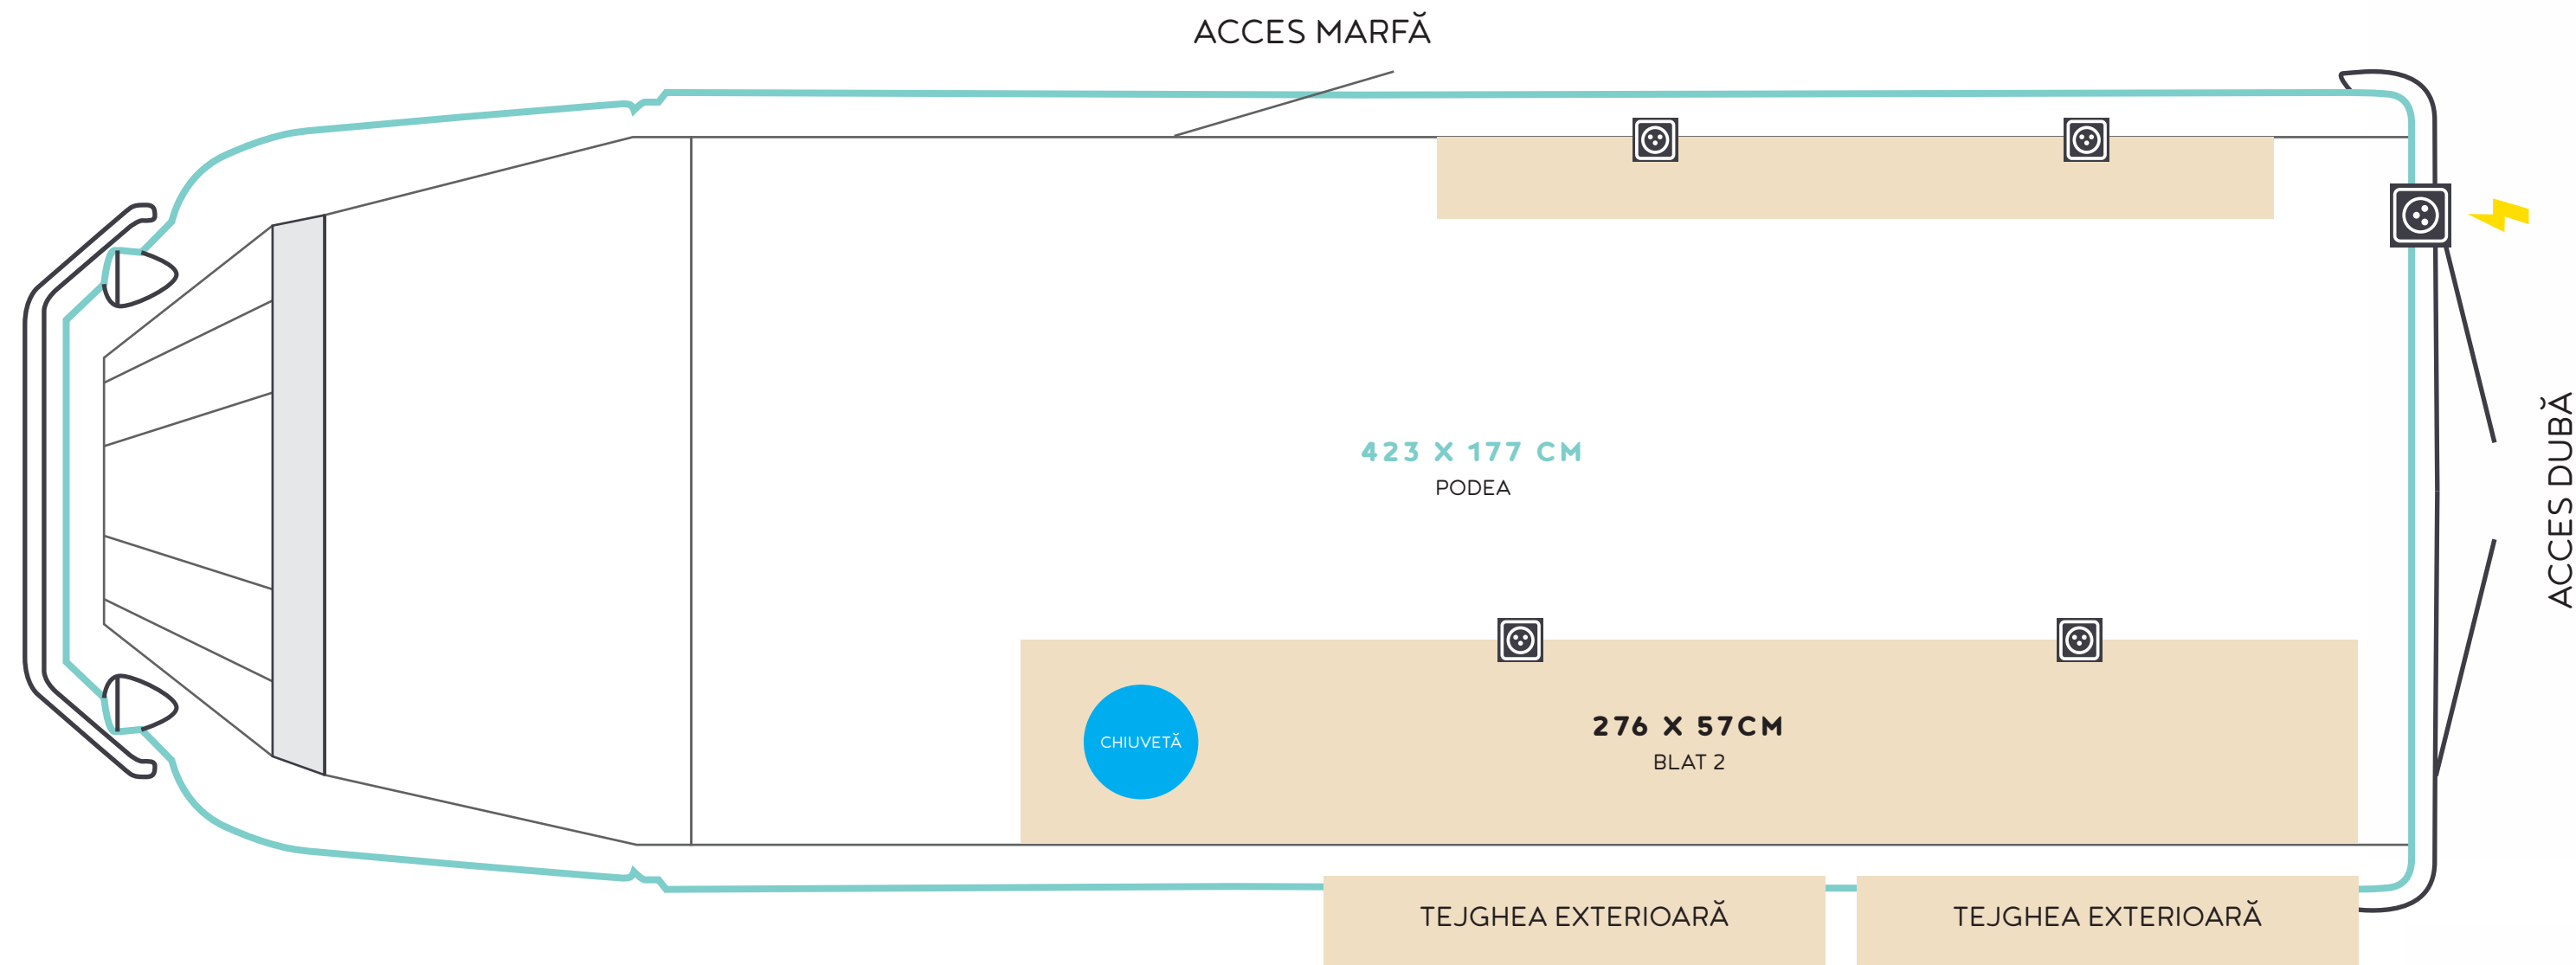 ACCES MARFĂ
423 X 177 CM
PODEA
ACCES DUBĂ
CHIUVETĂ
276 X 57CM
BLAT 2
TEJGHEA EXTERIOARĂ
TEJGHEA EXTERIOARĂ